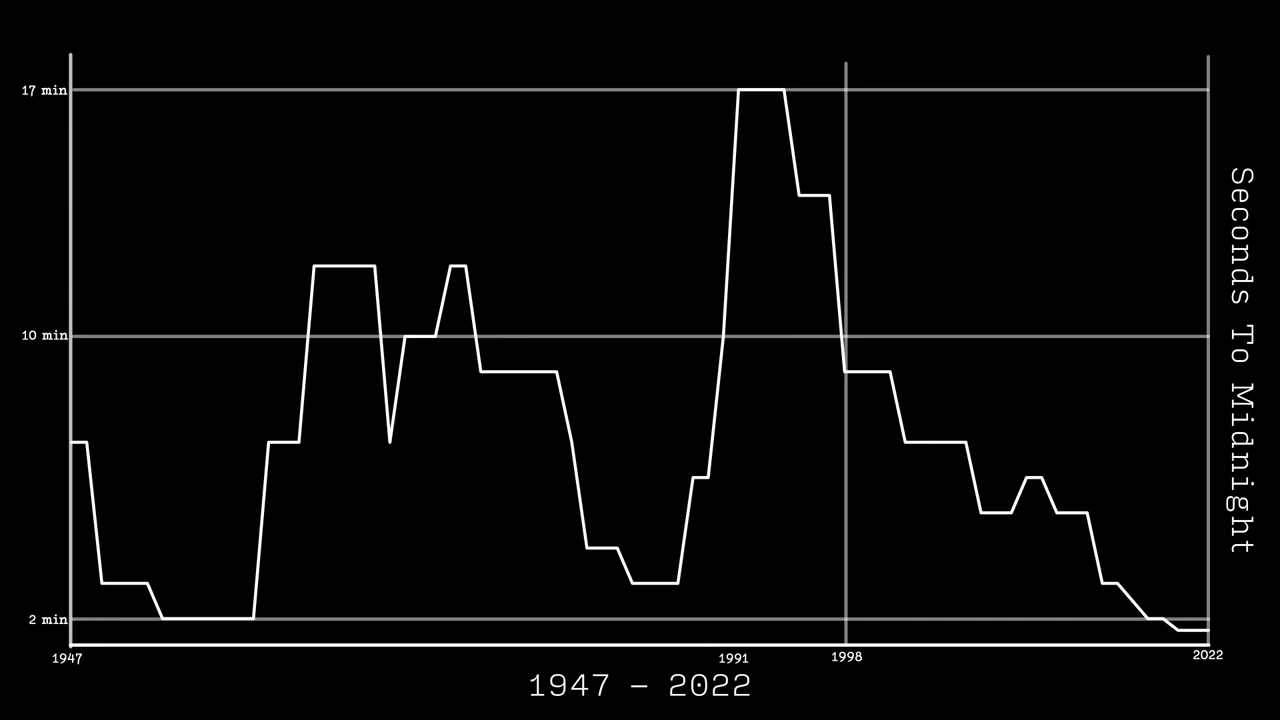 17 min
10 min
2 min
1947
1991
1998
2022
1947 – 2022
Seconds To Midnight